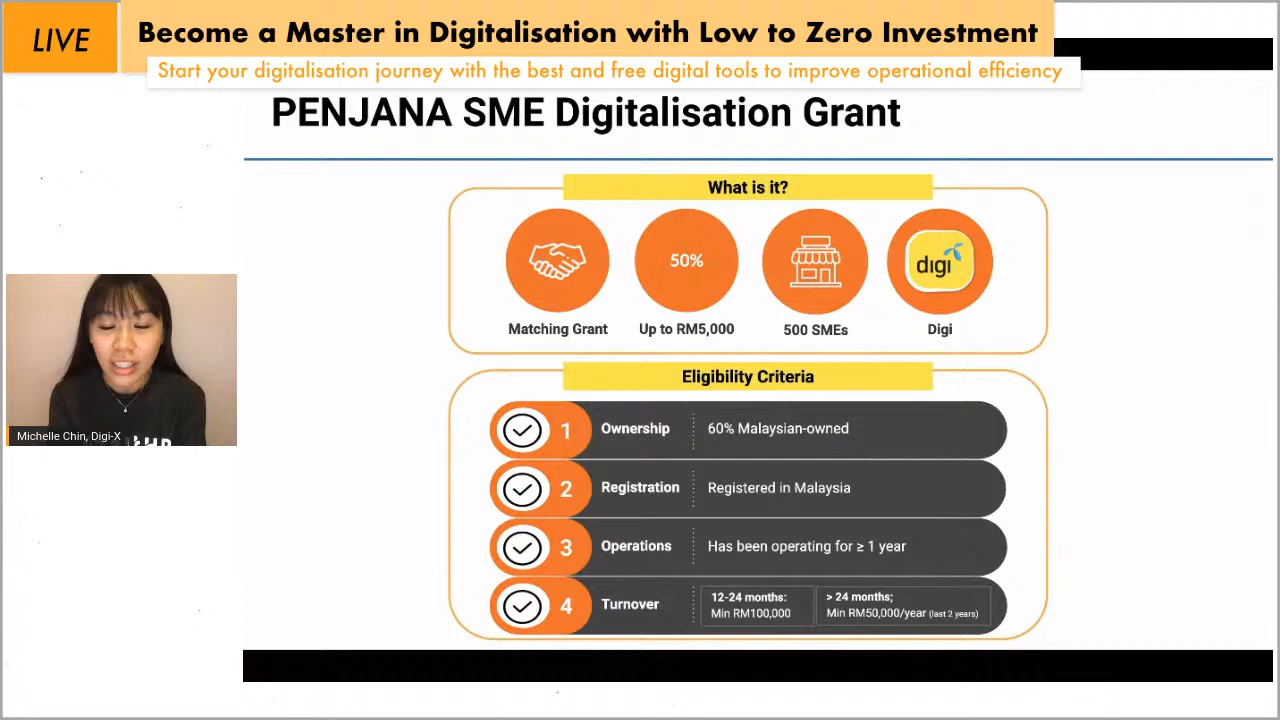 LIVE
Become a Master in Digitalisation with Low to Zero Investment
Start your digitalisation journey with the best and free digital tools to improve operational efficiency
PENJANA SME Digitalisation Grant
What is it?
50%
digi
Matching Grant
Up to RM5,000
500 SMEs
Digi
Eligibility Criteria
1 Ownership 60% Malaysian-owned
2 Registration Registered in Malaysia
3 Operations Has been operating for ≥ 1 year
4 Turnover
12-24 months:
Min RM100,000
> 24 months;
Min RM50,000/year (last 2 years)
Michelle Chin, Digi-X